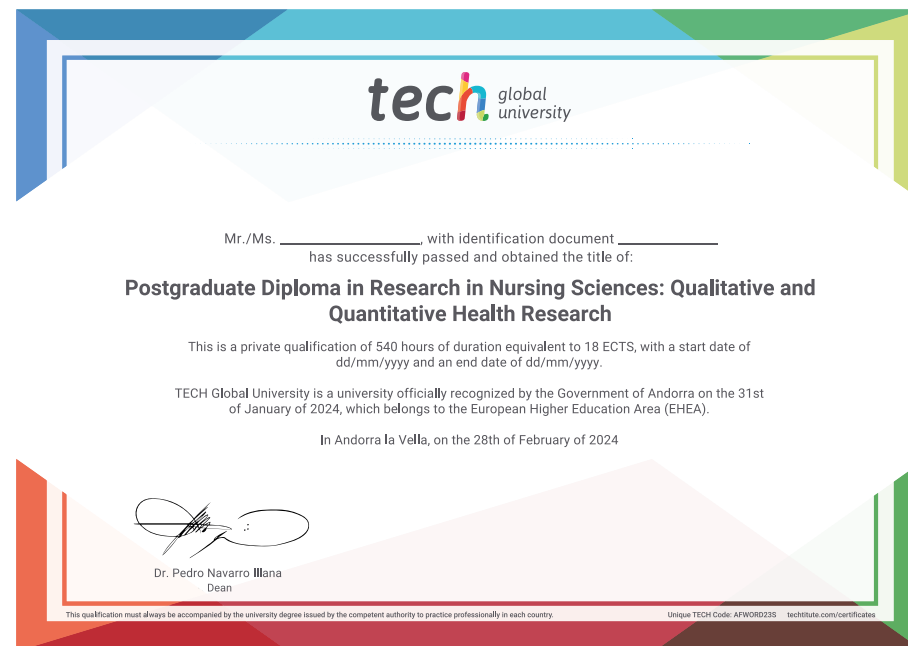 tech global university
Mr./Ms. ____________________, with identification document ______________
has successfully passed and obtained the title of:
Postgraduate Diploma in Research in Nursing Sciences: Qualitative and
Quantitative Health Research
This is a private qualification of 540 hours of duration equivalent to 18 ECTS, with a start date of
dd/mm/yyyy and an end date of dd/mm/yyyy.
TECH Global University is a university officially recognized by the Government of Andorra on the 31st
of January of 2024, which belongs to the European Higher Education Area (EHEA).
In Andorra la Vella, on the 28th of February of 2024
Dr. Pedro Navarro Illana
Dean
This qualification must always be accompanied by the university degree issued by the competent authority to practice professionally in each country.
Unique TECH Code: AFWORD23S techtitute.com/certificates